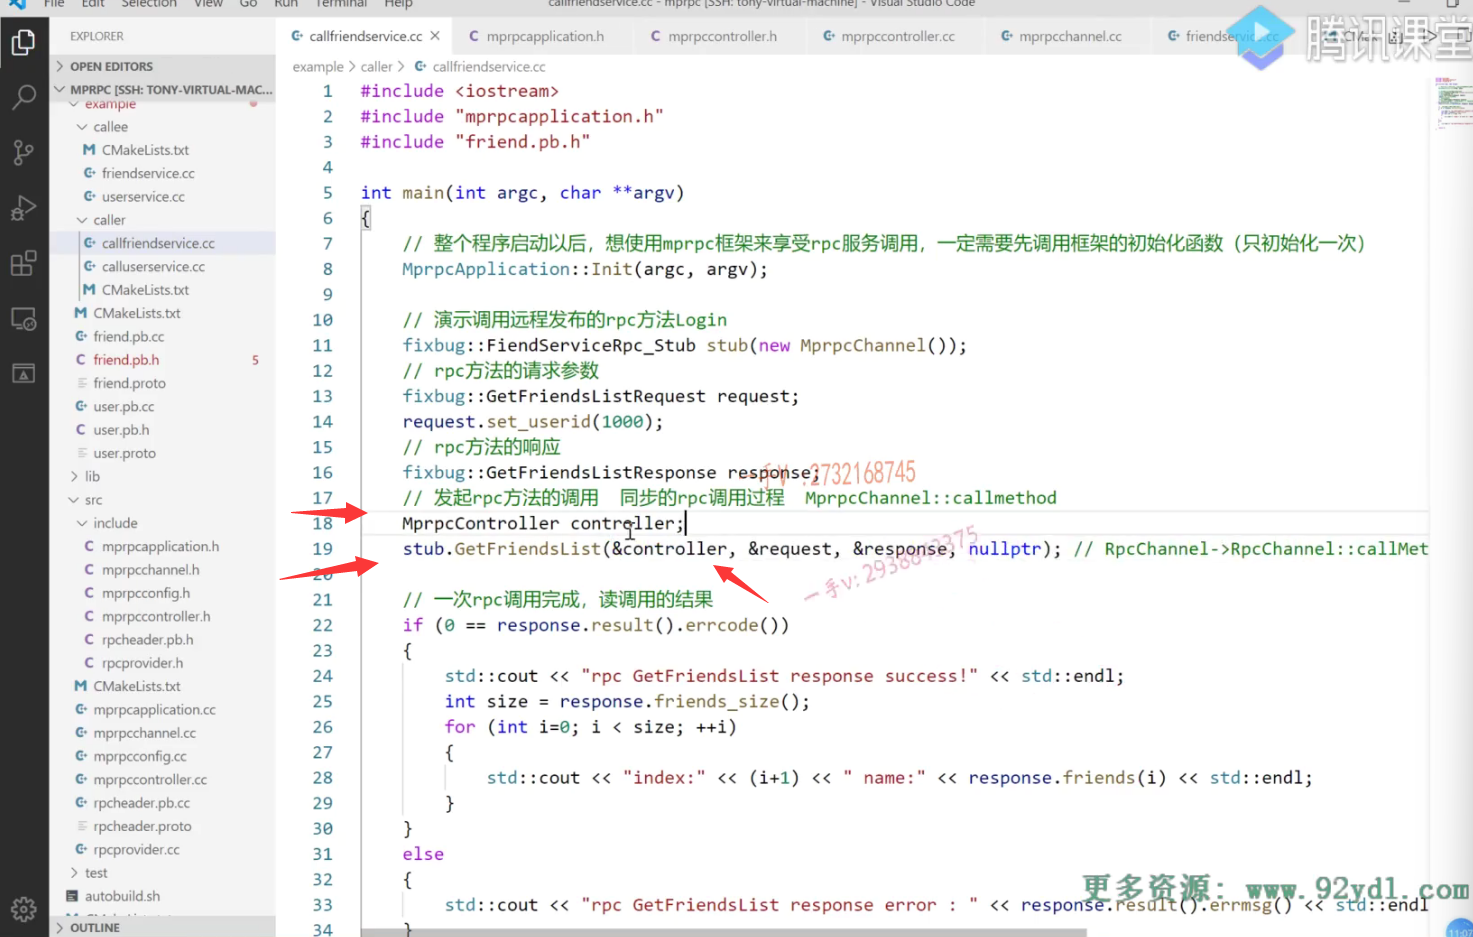 File Edit Selection View Go Run Terminal Help callfriendservice.cc - mprpc [SSH: tony-virtual-machine] - Visual Studio Code
EXPLORER
callfriendservice.cc mprpcapplication.h mprpccontroller.h mprpccontroller.cc mprpcchannel.cc
腾讯课堂
OPEN EDITORS
MPRPC [SSH: TONY-VIRTUAL-MAC...
example
callee
CMakeLists.txt
friendservice.cc
userservice.cc
caller
callfriendservice.cc
calluserservice.cc
CMakeLists.txt
CMakeLists.txt
friend.pb.cc
friend.pb.h 5
friend.proto
user.pb.cc
user.pb.h
user.proto
lib
src
include
mprpcapplication.h
mprpcchannel.h
mprpcconfig.h
mprpccontroller.h
rpcheader.pb.h
rpcprovider.h
CMakeLists.txt
mprpcapplication.cc
mprpcchannel.cc
mprpcconfig.cc
mprpccontroller.cc
rpcheader.pb.cc
rpcheader.proto
rpcprovider.cc
test
autobuild.sh
OUTLINE
example > caller > callfriendservice.cc
1 #include <iostream>
2 #include "mprpcapplication.h"
3 #include "friend.pb.h"
4
5 int main(int argc, char **argv)
6 {
7 // 整个程序启动以后，想使用mprpc框架来享受rpc服务调用，一定需要先调用框架的初始化函数（只初始化一次）
8 MprpcApplication::Init(argc, argv);
9
10 // 演示调用远程发布的rpc方法Login
11 fixbug::FiendServiceRpc_Stub stub(new MprpcChannel());
12 // rpc方法的请求参数
13 fixbug::GetFriendsListRequest request;
14 request.set_userid(1000);
15 // rpc方法的响应
16 fixbug::GetFriendsListResponse response;
17 // 发起rpc方法的调用 同步的rpc调用过程 MprpcChannel::callmethod
18 MprpcController controller;
19 stub.GetFriendsList(&controller, &request, &response, nullptr); // RpcChannel->RpcChannel::callMet
20
21 // 一次rpc调用完成，读调用的结果
22 if (0 == response.result().errcode())
23 {
24 std::cout << "rpc GetFriendsList response success!" << std::endl;
25 int size = response.friends_size();
26 for (int i=0; i < size; ++i)
27 {
28 std::cout << "index:" << (i+1) << " name:" << response.friends(i) << std::endl;
29 }
30 }
31 else
32 {
33 std::cout << "rpc GetFriendsList response error : " << response.result().errmsg() << std::endl
34 }
一手V :2732168745
一手v: 2938843375
更多资源: www.92ydl.com
11:07